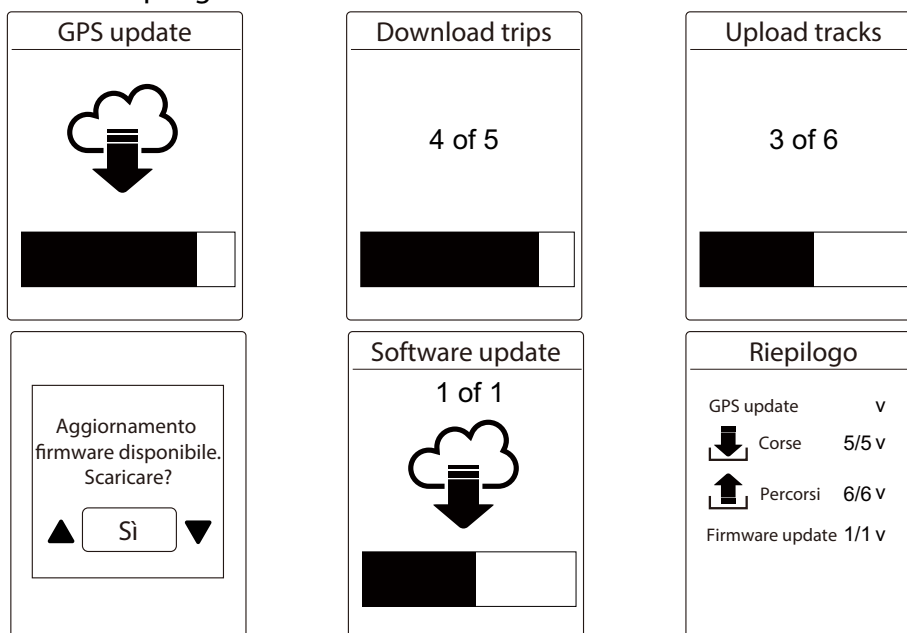 GPS update
Download trips
4 of 5
Upload tracks
3 of 6
Aggiornamento
firmware disponibile.
Scaricare?
Sì
Software update
1 of 1
Riepilogo
GPS update v
Corse 5/5 v
Percorsi 6/6 v
Firmware update 1/1 v